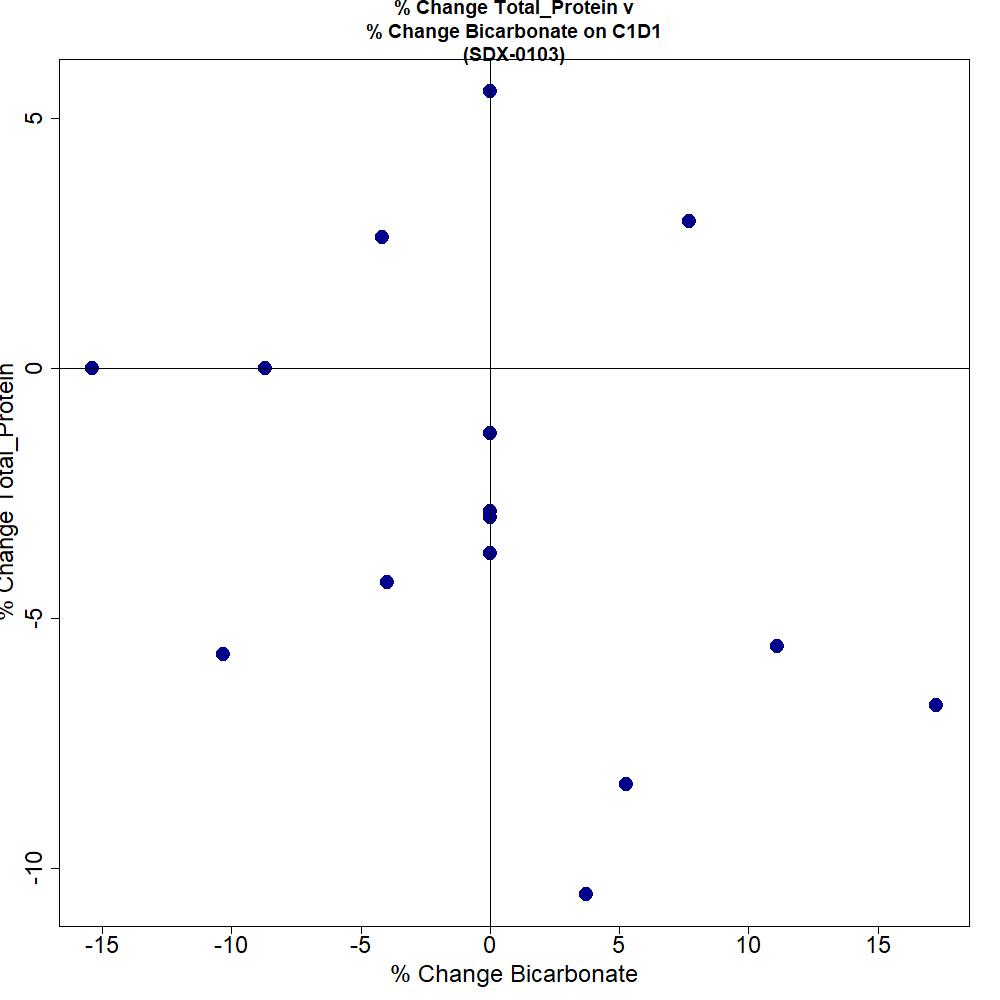 % Change Total_Protein v
% Change Bicarbonate on C1D1
(SDX-0103)
% Change Total_Protein
5
0
-5
-10
-15
-10
-5
0
5
10
15
% Change Bicarbonate